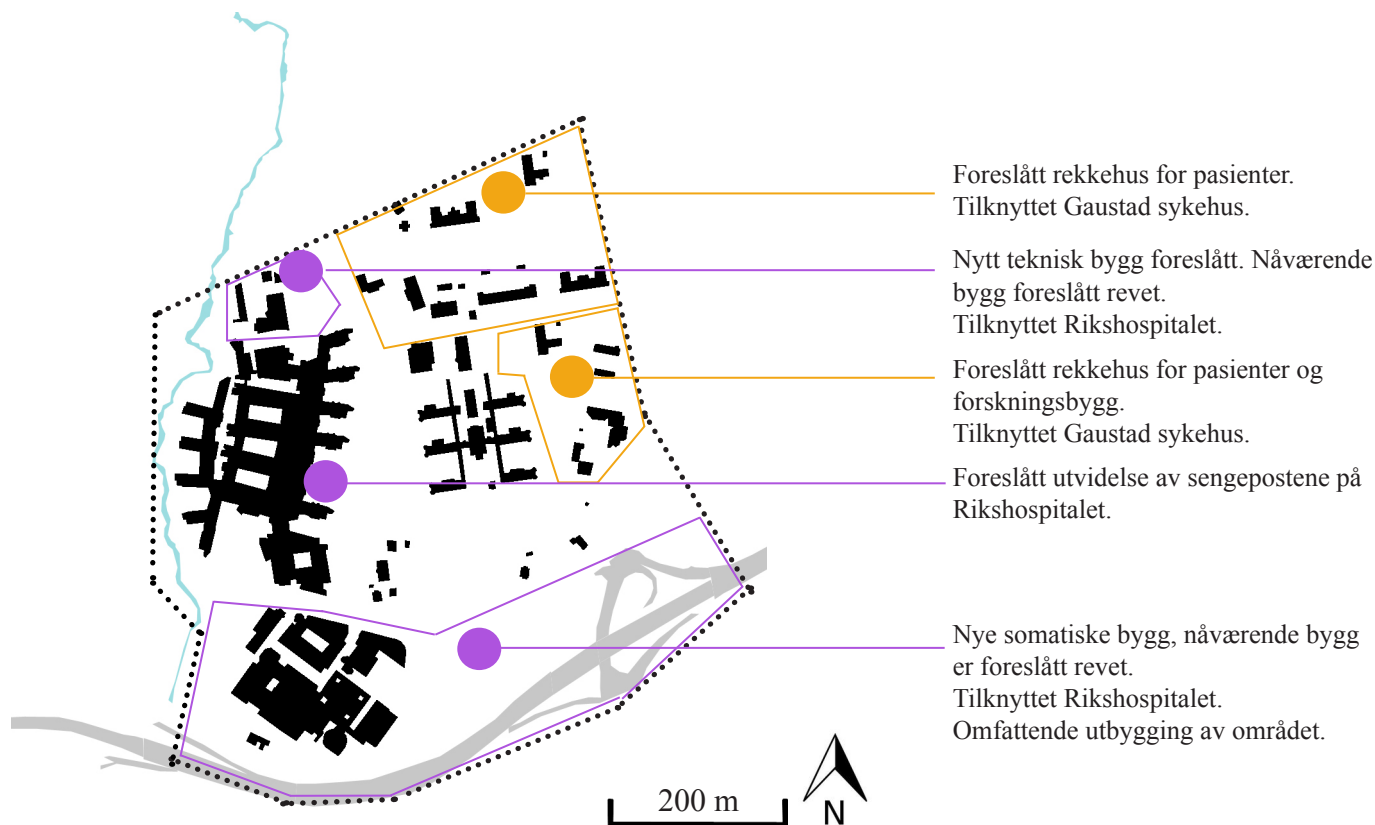 Foreslått rekkehus for pasienter.
Tilknyttet Gaustad sykehus.
Nytt teknisk bygg foreslått. Nåværende
bygg foreslått revet.
Tilknyttet Rikshospitalet.
Foreslått rekkehus for pasienter og
forskningsbygg.
Tilknyttet Gaustad sykehus.
Foreslått utvidelse av sengepostene på
Rikshospitalet.
Nye somatiske bygg, nåværende bygg
er foreslått revet.
Tilknyttet Rikshospitalet.
Omfattende utbygging av området.
200 m
N